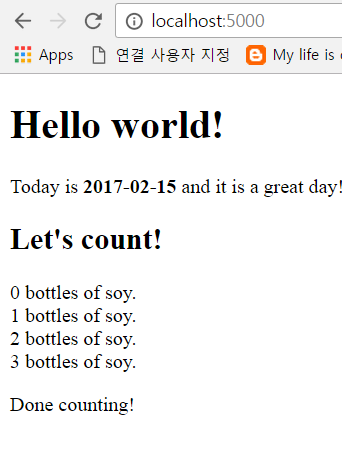 localhost:5000
Apps 연결 사용자 지정 My life is
Hello world!
Today is 2017-02-15 and it is a great day!
Let's count!
0 bottles of soy.
1 bottles of soy.
2 bottles of soy.
3 bottles of soy.
Done counting!